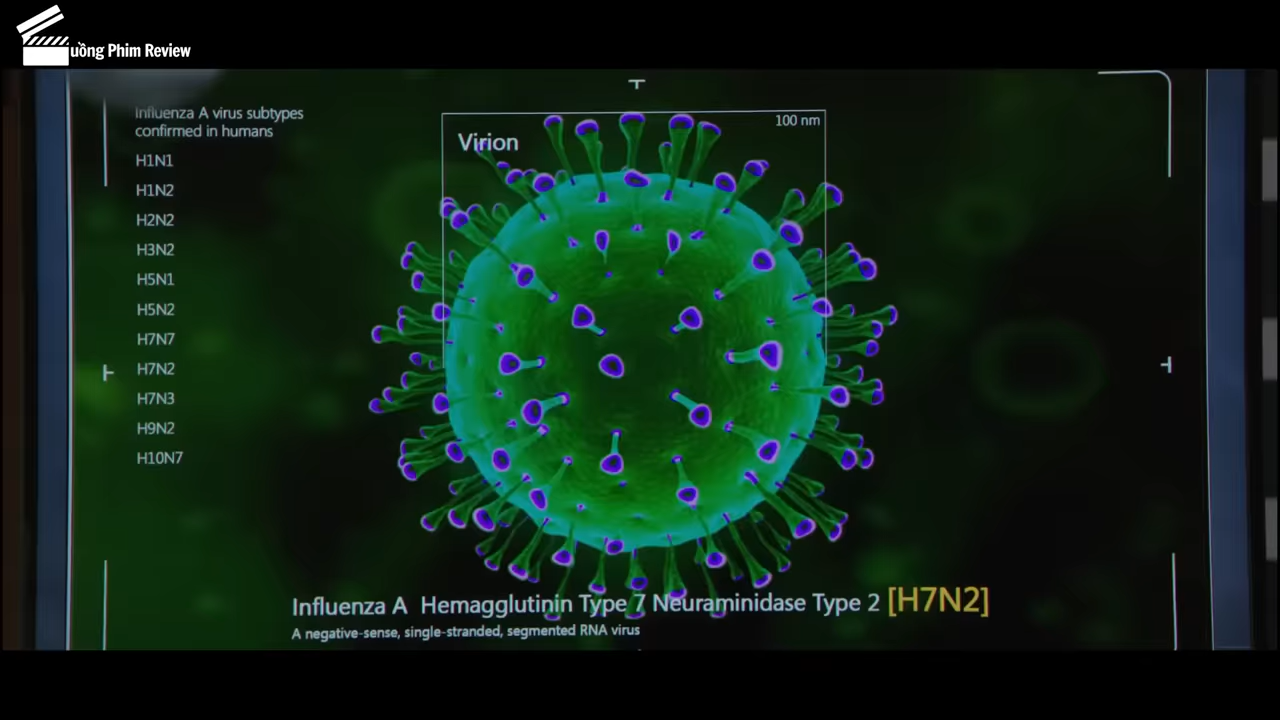 uồng Phim Review
Influenza A virus subtypes
confirmed in humans
H1N1
H1N2
H2N2
H3N2
H5N1
H5N2
H7N7
H7N2
H7N3
H9N2
H10N7
Virion
100 nm
Influenza A Hemagglutinin Type 7 Neuraminidase Type 2 [H7N2]
A negative-sense, single-stranded, segmented RNA virus